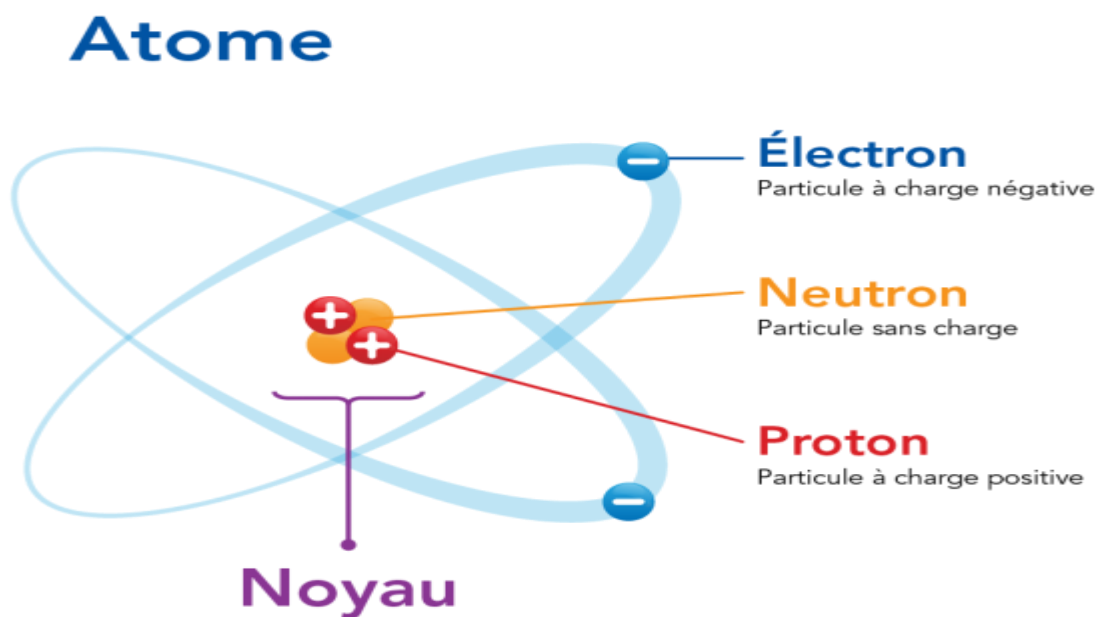 Atome
Électron
Particule à charge négative
Neutron
Particule sans charge
Proton
Particule à charge positive
Noyau